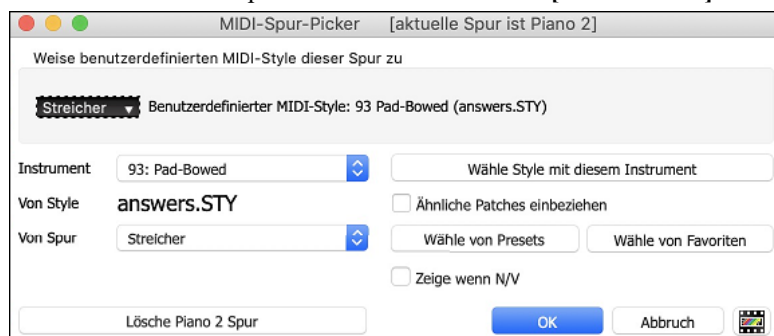 MIDI-Spur-Picker [aktuelle Spur ist Piano 2]
Weise benutzerdefinierten MIDI-Style dieser Spur zu
Streicher Benutzerdefinierter MIDI-Style: 93 Pad-Bowed (answers.STY)
Instrument 93: Pad-Bowed Wähle Style mit diesem Instrument
Von Style answers.STY Ähnliche Patches einbeziehen
Von Spur Streicher Wähle von Presets Wähle von Favoriten
Zeige wenn N/V
Lösche Piano 2 Spur OK Abbruch